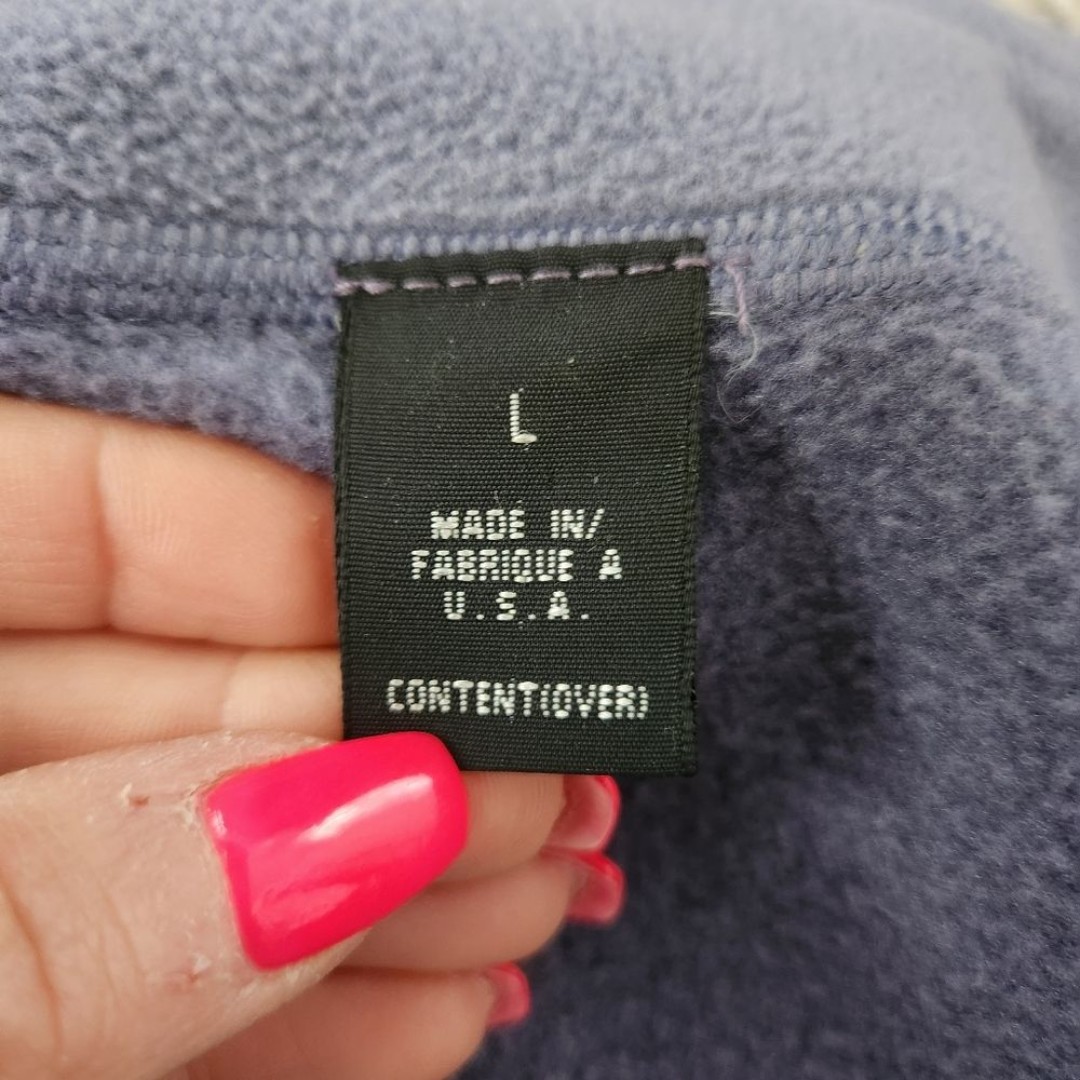 L
MADE IN/
FABRIQUE A
U.S.A.
CONTENT(OVER)